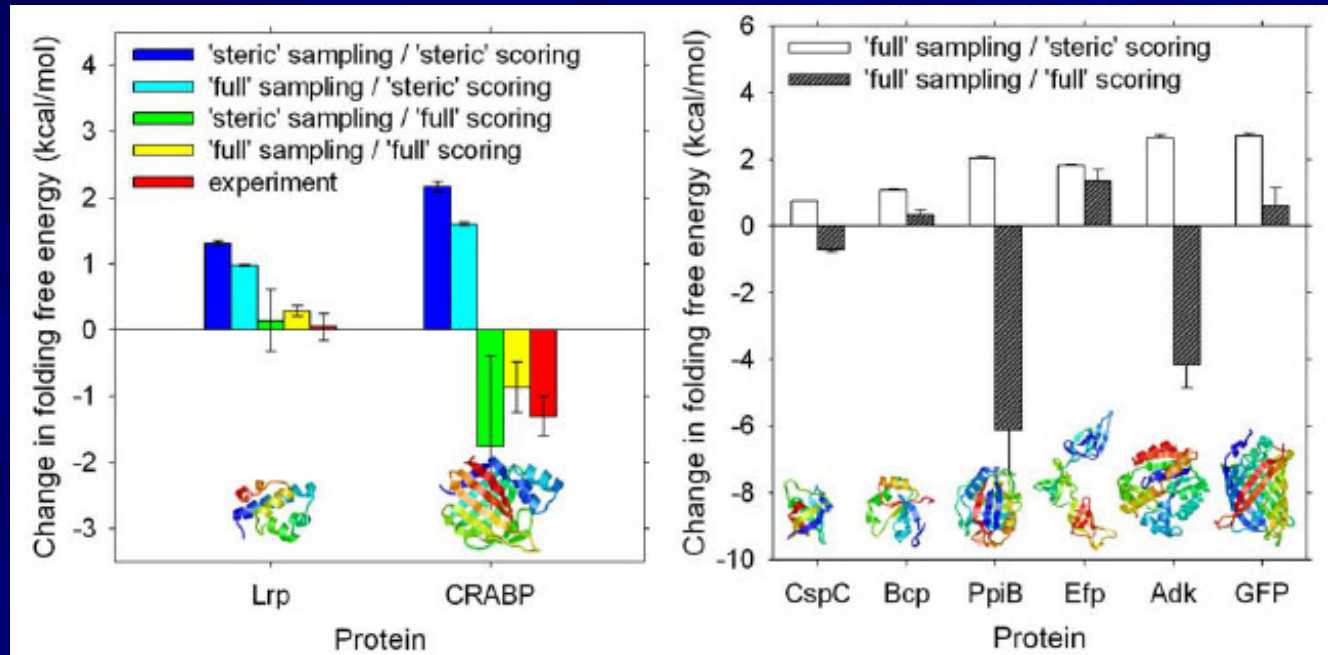 Change in folding free energy (kcal/mol)
4
3
2
1
0
-1
-2
-3
'steric' sampling / 'steric' scoring
'full' sampling / 'steric' scoring
'steric' sampling / 'full' scoring
'full' sampling / 'full' scoring
experiment
Lrp
CRABP
Protein
Change in folding free energy (kcal/mol)
6
4
2
0
-2
-4
-6
-8
-10
'full' sampling / 'steric' scoring
'full' sampling / 'full' scoring
CspC
Bcp
PpiB
Efp
Adk
GFP
Protein